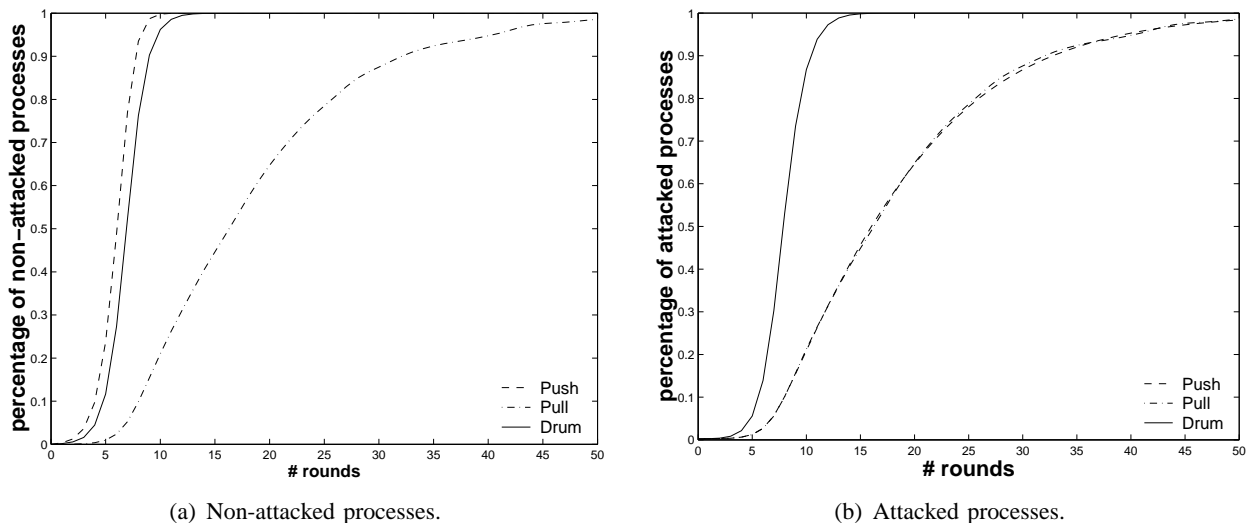 1
0.9
0.8
0.7
0.6
0.5
0.4
0.3
0.2
0.1
0
percentage of non−attacked processes
0 5 10 15 20 25 30 35 40 45 50
# rounds
Push
Pull
Drum
(a) Non-attacked processes.
1
0.9
0.8
0.7
0.6
0.5
0.4
0.3
0.2
0.1
0
percentage of attacked processes
0 5 10 15 20 25 30 35 40 45 50
# rounds
Push
Pull
Drum
(b) Attacked processes.